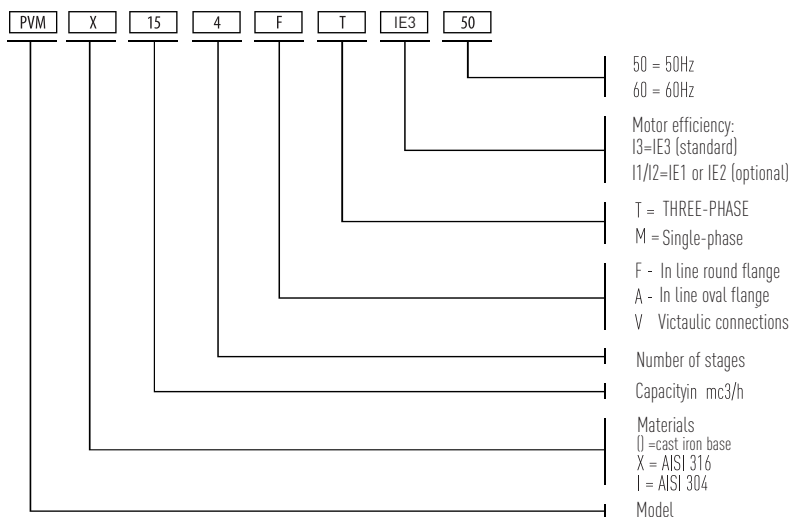 PVM X 15 4 F T IE3 50
50 = 50Hz
60 = 60Hz
Motor efficiency:
I3=IE3 (standard)
I1/I2=IE1 or IE2 (optional)
T = THREE-PHASE
M = Single-phase
F - In line round flange
A - In line oval flange
V Victaulic connections
Number of stages
Capacityin mc3/h
Materials
() =cast iron base
X = AISI 316
I = AISI 304
Model